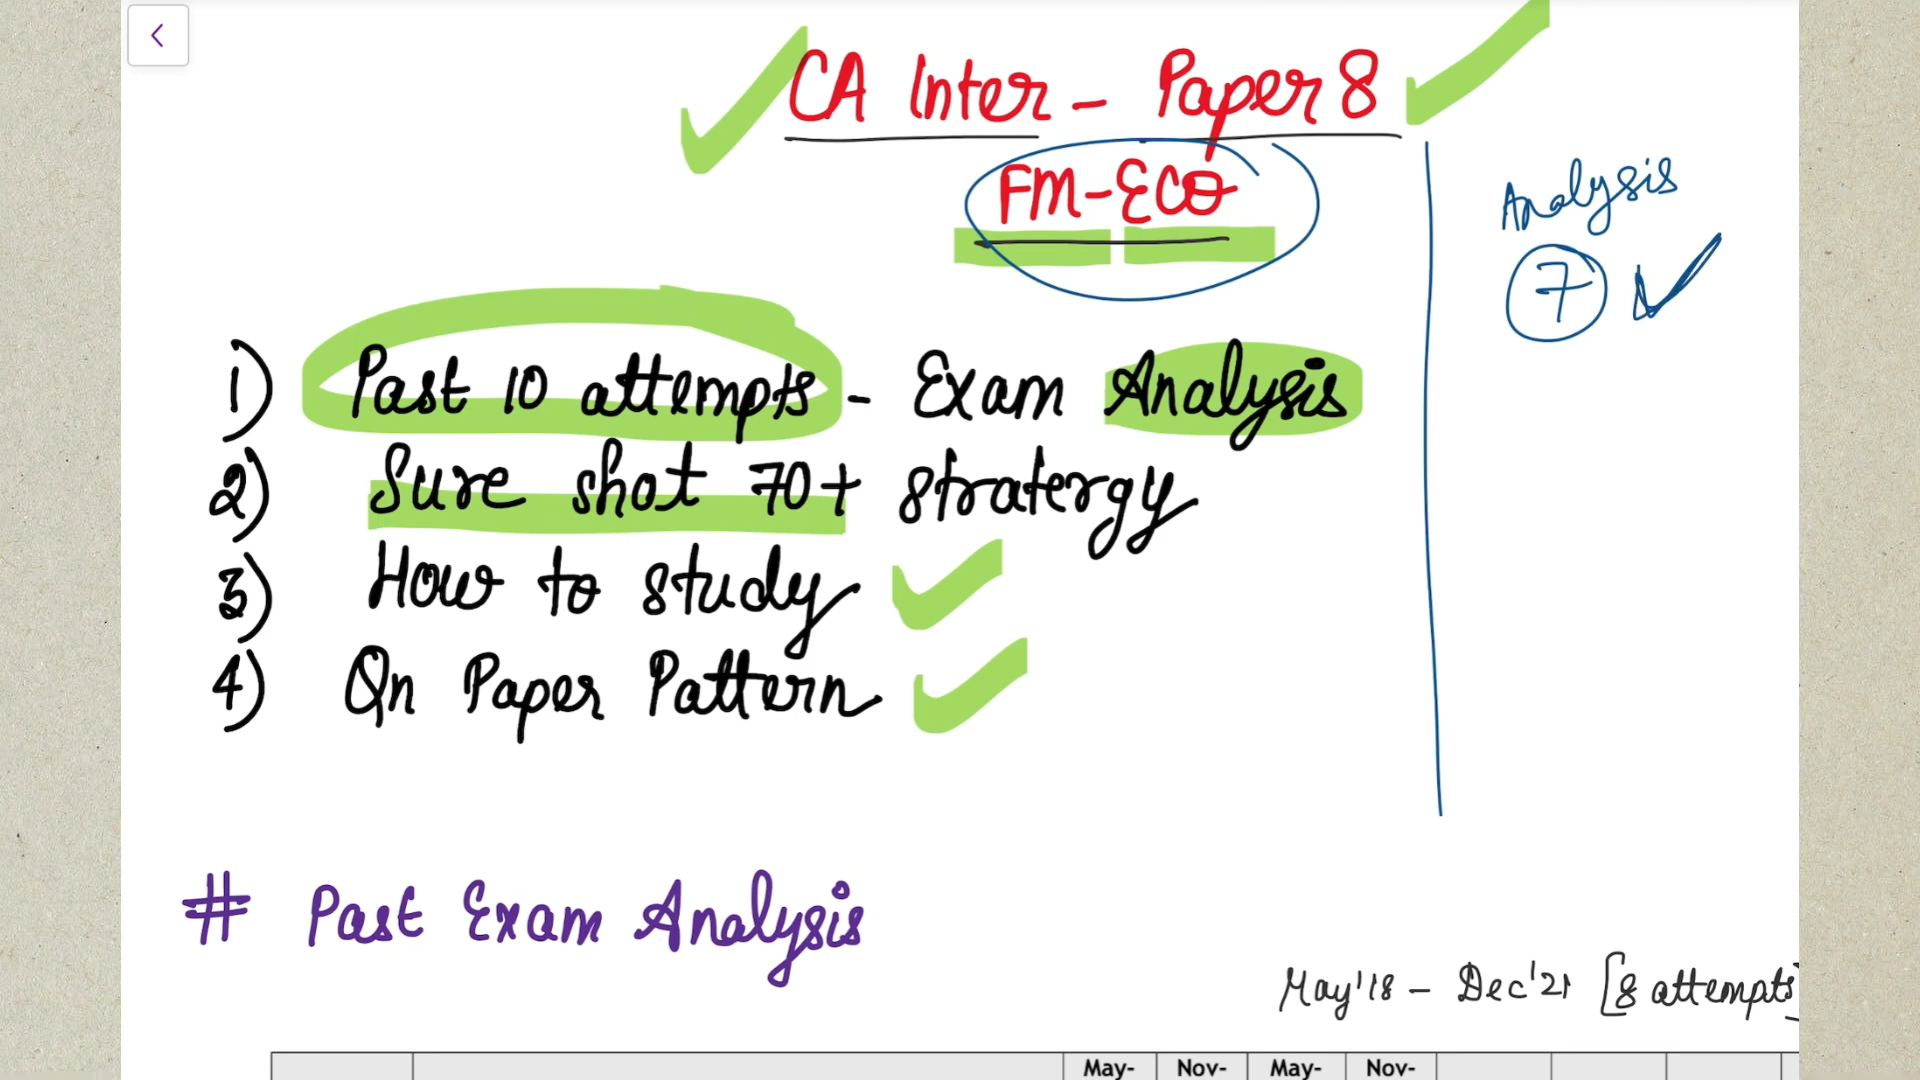 CA Inter - Paper 8
FM-ECO
Analysis
7
1) Past 10 attempts - Exam Analysis
2) Sure shot 70+ stratergy
3) How to study
4) Qn Paper Pattern
# Past Exam Analysis
May'18 - Dec'21 [8 attempts]
May- Nov- May- Nov-